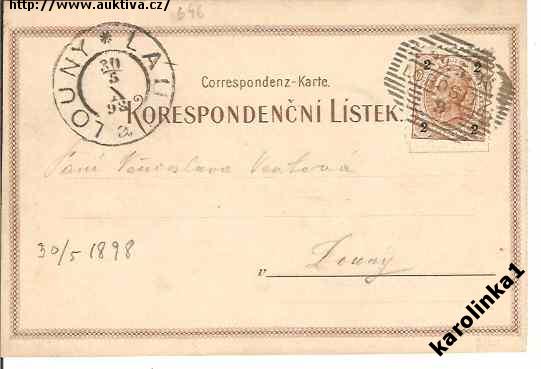 http://www.auktiva.cz/
646
LOUNY * LAUN
30
5
98
a
Correspondenz-Karte.
KORESPONDENČNÍ LÍSTEK.
2 2
2 2
Paní Věnceslava
30/5 1898
v Louny
karolinka1